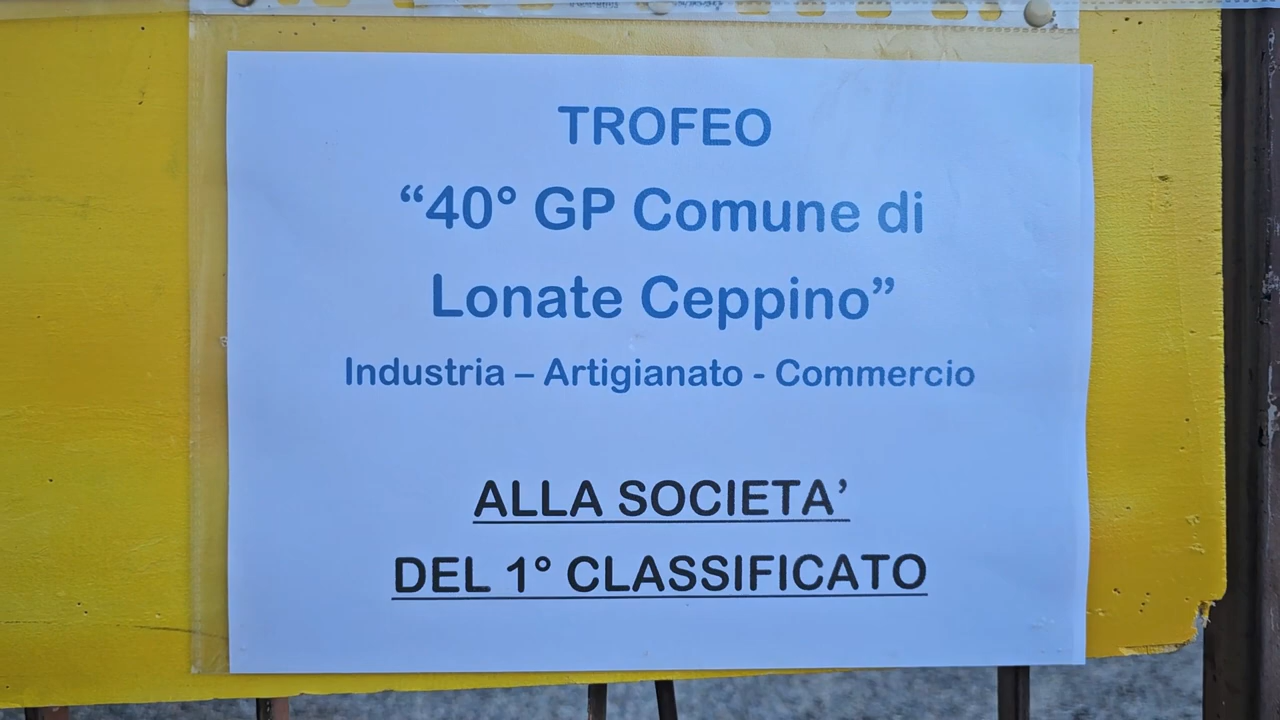 TROFEO
“40° GP Comune di
Lonate Ceppino”
Industria – Artigianato - Commercio
ALLA SOCIETA’
DEL 1° CLASSIFICATO